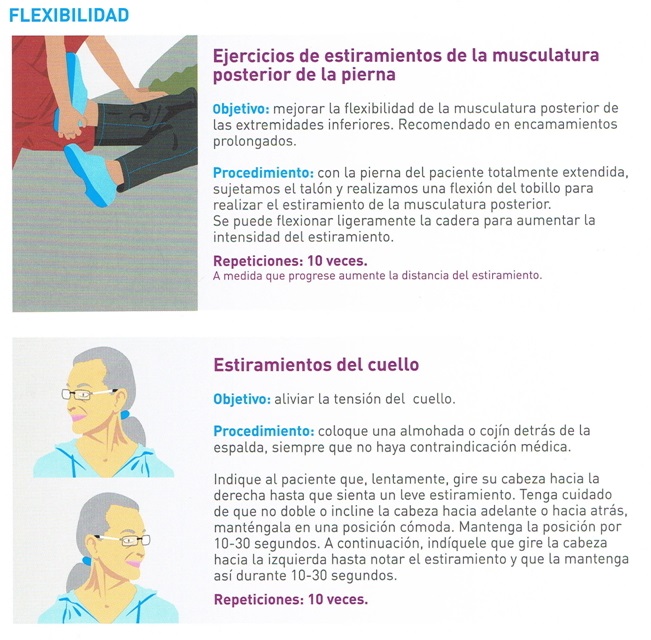 FLEXIBILIDAD
Ejercicios de estiramientos de la musculatura
posterior de la pierna
Objetivo: mejorar la flexibilidad de la musculatura posterior de
las extremidades inferiores. Recomendado en encamamientos
prolongados.
Procedimiento: con la pierna del paciente totalmente extendida,
sujetamos el talón y realizamos una flexión del tobillo para
realizar el estiramiento de la musculatura posterior.
Se puede flexionar ligeramente la cadera para aumentar la
intensidad del estiramiento.
Repeticiones: 10 veces.
A medida que progrese aumente la distancia del estiramiento.
Estiramientos del cuello
Objetivo: aliviar la tensión del cuello.
Procedimiento: coloque una almohada o cojín detrás de la
espalda, siempre que no haya contraindicación médica.
Indique al paciente que, lentamente, gire su cabeza hacia la
derecha hasta que sienta un leve estiramiento. Tenga cuidado
de que no doble o incline la cabeza hacia adelante o hacia atrás,
manténgala en una posición cómoda. Mantenga la posición por
10-30 segundos. A continuación, indíquele que gire la cabeza
hacia la izquierda hasta notar el estiramiento y que la mantenga
así durante 10-30 segundos.
Repeticiones: 10 veces.